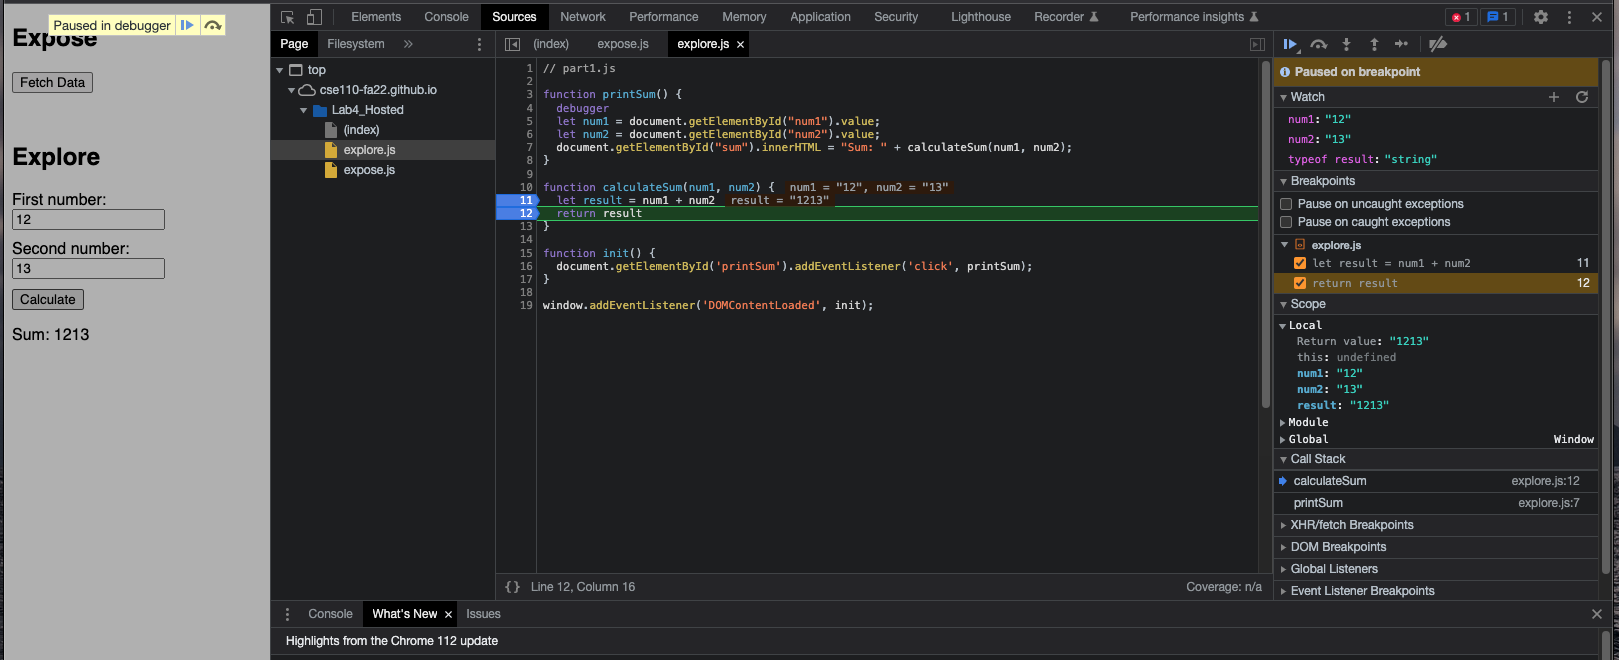 Paused in debugger
Expose
Fetch Data
Explore
First number:
12
Second number:
13
Calculate
Sum: 1213
Elements Console Sources Network Performance Memory Application Security Lighthouse Recorder Performance insights 1 1
Page Filesystem »
top
cse110-fa22.github.io
Lab4_Hosted
(index)
explore.js
expose.js
(index) expose.js explore.js ×
1 // part1.js
2
3 function printSum() {
4 debugger
5 let num1 = document.getElementById("num1").value;
6 let num2 = document.getElementById("num2").value;
7 document.getElementById("sum").innerHTML = "Sum: " + calculateSum(num1, num2);
8 }
9
10 function calculateSum(num1, num2) { num1 = "12", num2 = "13"
11 let result = num1 + num2 result = "1213"
12 return result
13 }
14
15 function init() {
16 document.getElementById('printSum').addEventListener('click', printSum);
17 }
18
19 window.addEventListener('DOMContentLoaded', init);
{} Line 12, Column 16 Coverage: n/a
Paused on breakpoint
Watch
num1: "12"
num2: "13"
typeof result: "string"
Breakpoints
Pause on uncaught exceptions
Pause on caught exceptions
explore.js
let result = num1 + num2 11
return result 12
Scope
Local
Return value: "1213"
this: undefined
num1: "12"
num2: "13"
result: "1213"
Module
Global Window
Call Stack
calculateSum explore.js:12
printSum explore.js:7
XHR/fetch Breakpoints
DOM Breakpoints
Global Listeners
Event Listener Breakpoints
Console What's New × Issues
Highlights from the Chrome 112 update